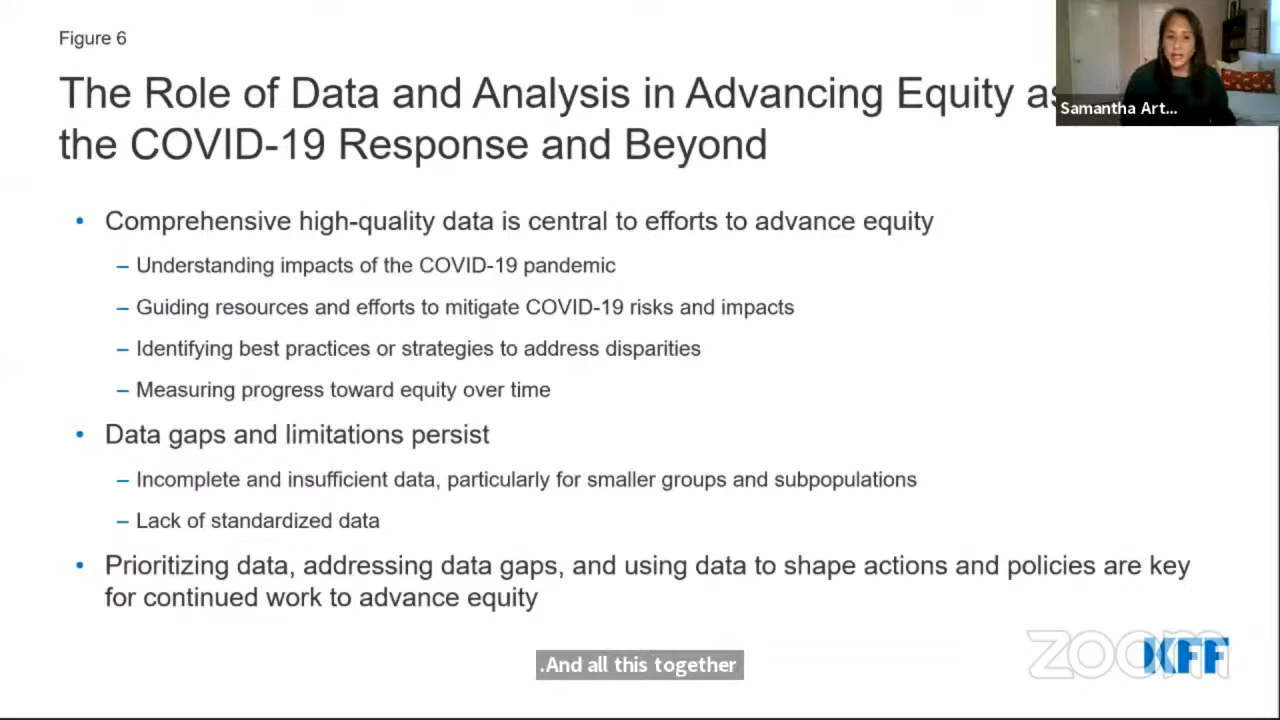 Figure 6
The Role of Data and Analysis in Advancing Equity as
the COVID-19 Response and Beyond
Samantha Art...
• Comprehensive high-quality data is central to efforts to advance equity
– Understanding impacts of the COVID-19 pandemic
– Guiding resources and efforts to mitigate COVID-19 risks and impacts
– Identifying best practices or strategies to address disparities
– Measuring progress toward equity over time
• Data gaps and limitations persist
– Incomplete and insufficient data, particularly for smaller groups and subpopulations
– Lack of standardized data
• Prioritizing data, addressing data gaps, and using data to shape actions and policies are key
for continued work to advance equity
zoom
KFF
.And all this together